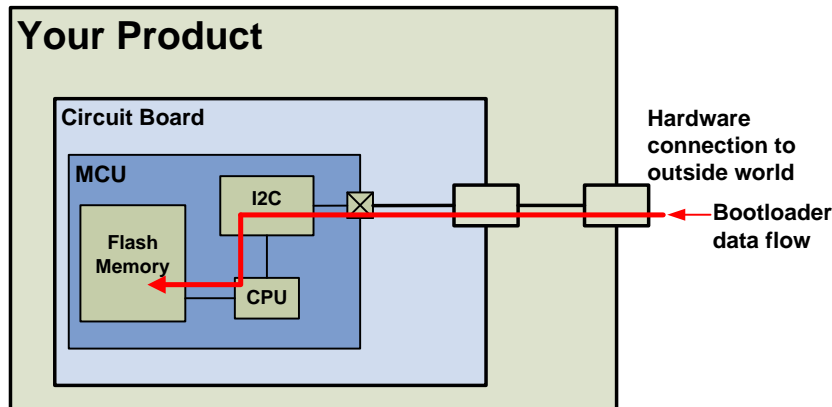 Your Product
Circuit Board
MCU
I2C
Flash
Memory
CPU
Hardware
connection to
outside world
Bootloader
data flow